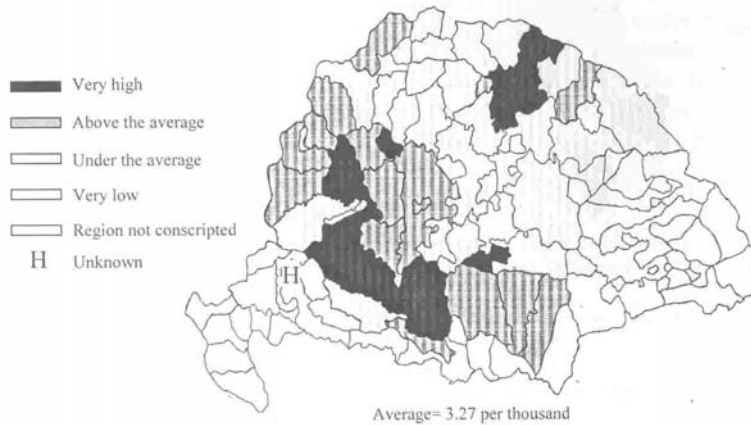 Very high
Above the average
Under the average
Very low
Region not conscripted
H Unknown
H
Average= 3.27 per thousand